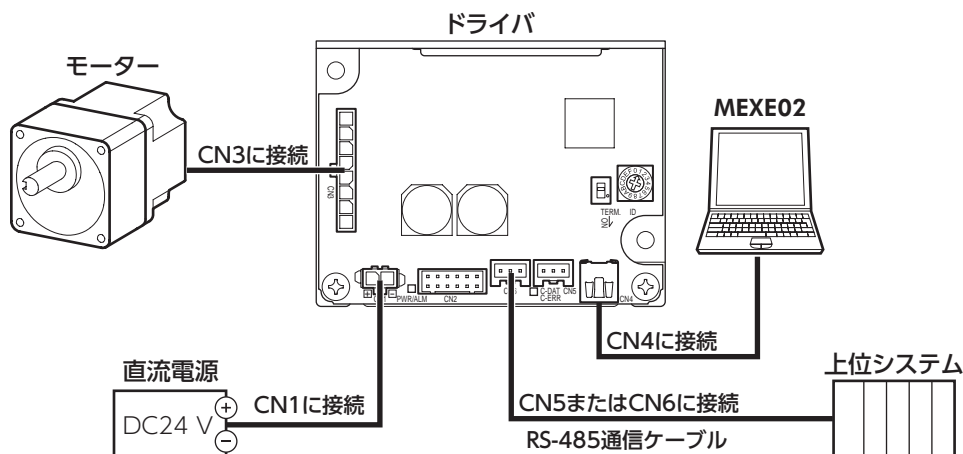 ドライバ
モーター
MEXE02
CN3に接続
CN3
TERM.
ID
ON
PWR/ALM
CN2
C-DAT
C-ERR
CN4
CN4に接続
直流電源
上位システム
CN1に接続
CN5またはCN6に接続
DC24 V
RS-485通信ケーブル